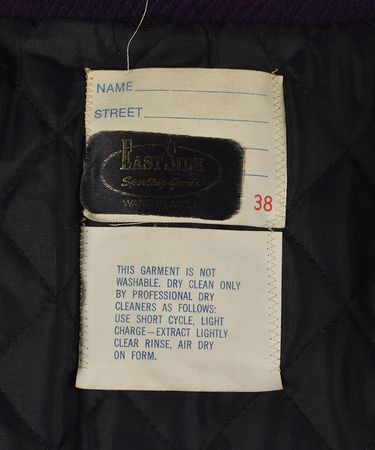 NAME
STREET
EAST SIDE
Sporting Goods
38
THIS GARMENT IS NOT
WASHABLE. DRY CLEAN ONLY
BY PROFESSIONAL DRY
CLEANERS AS FOLLOWS:
USE SHORT CYCLE, LIGHT
CHARGE—EXTRACT LIGHTLY
CLEAR RINSE, AIR DRY
ON FORM.